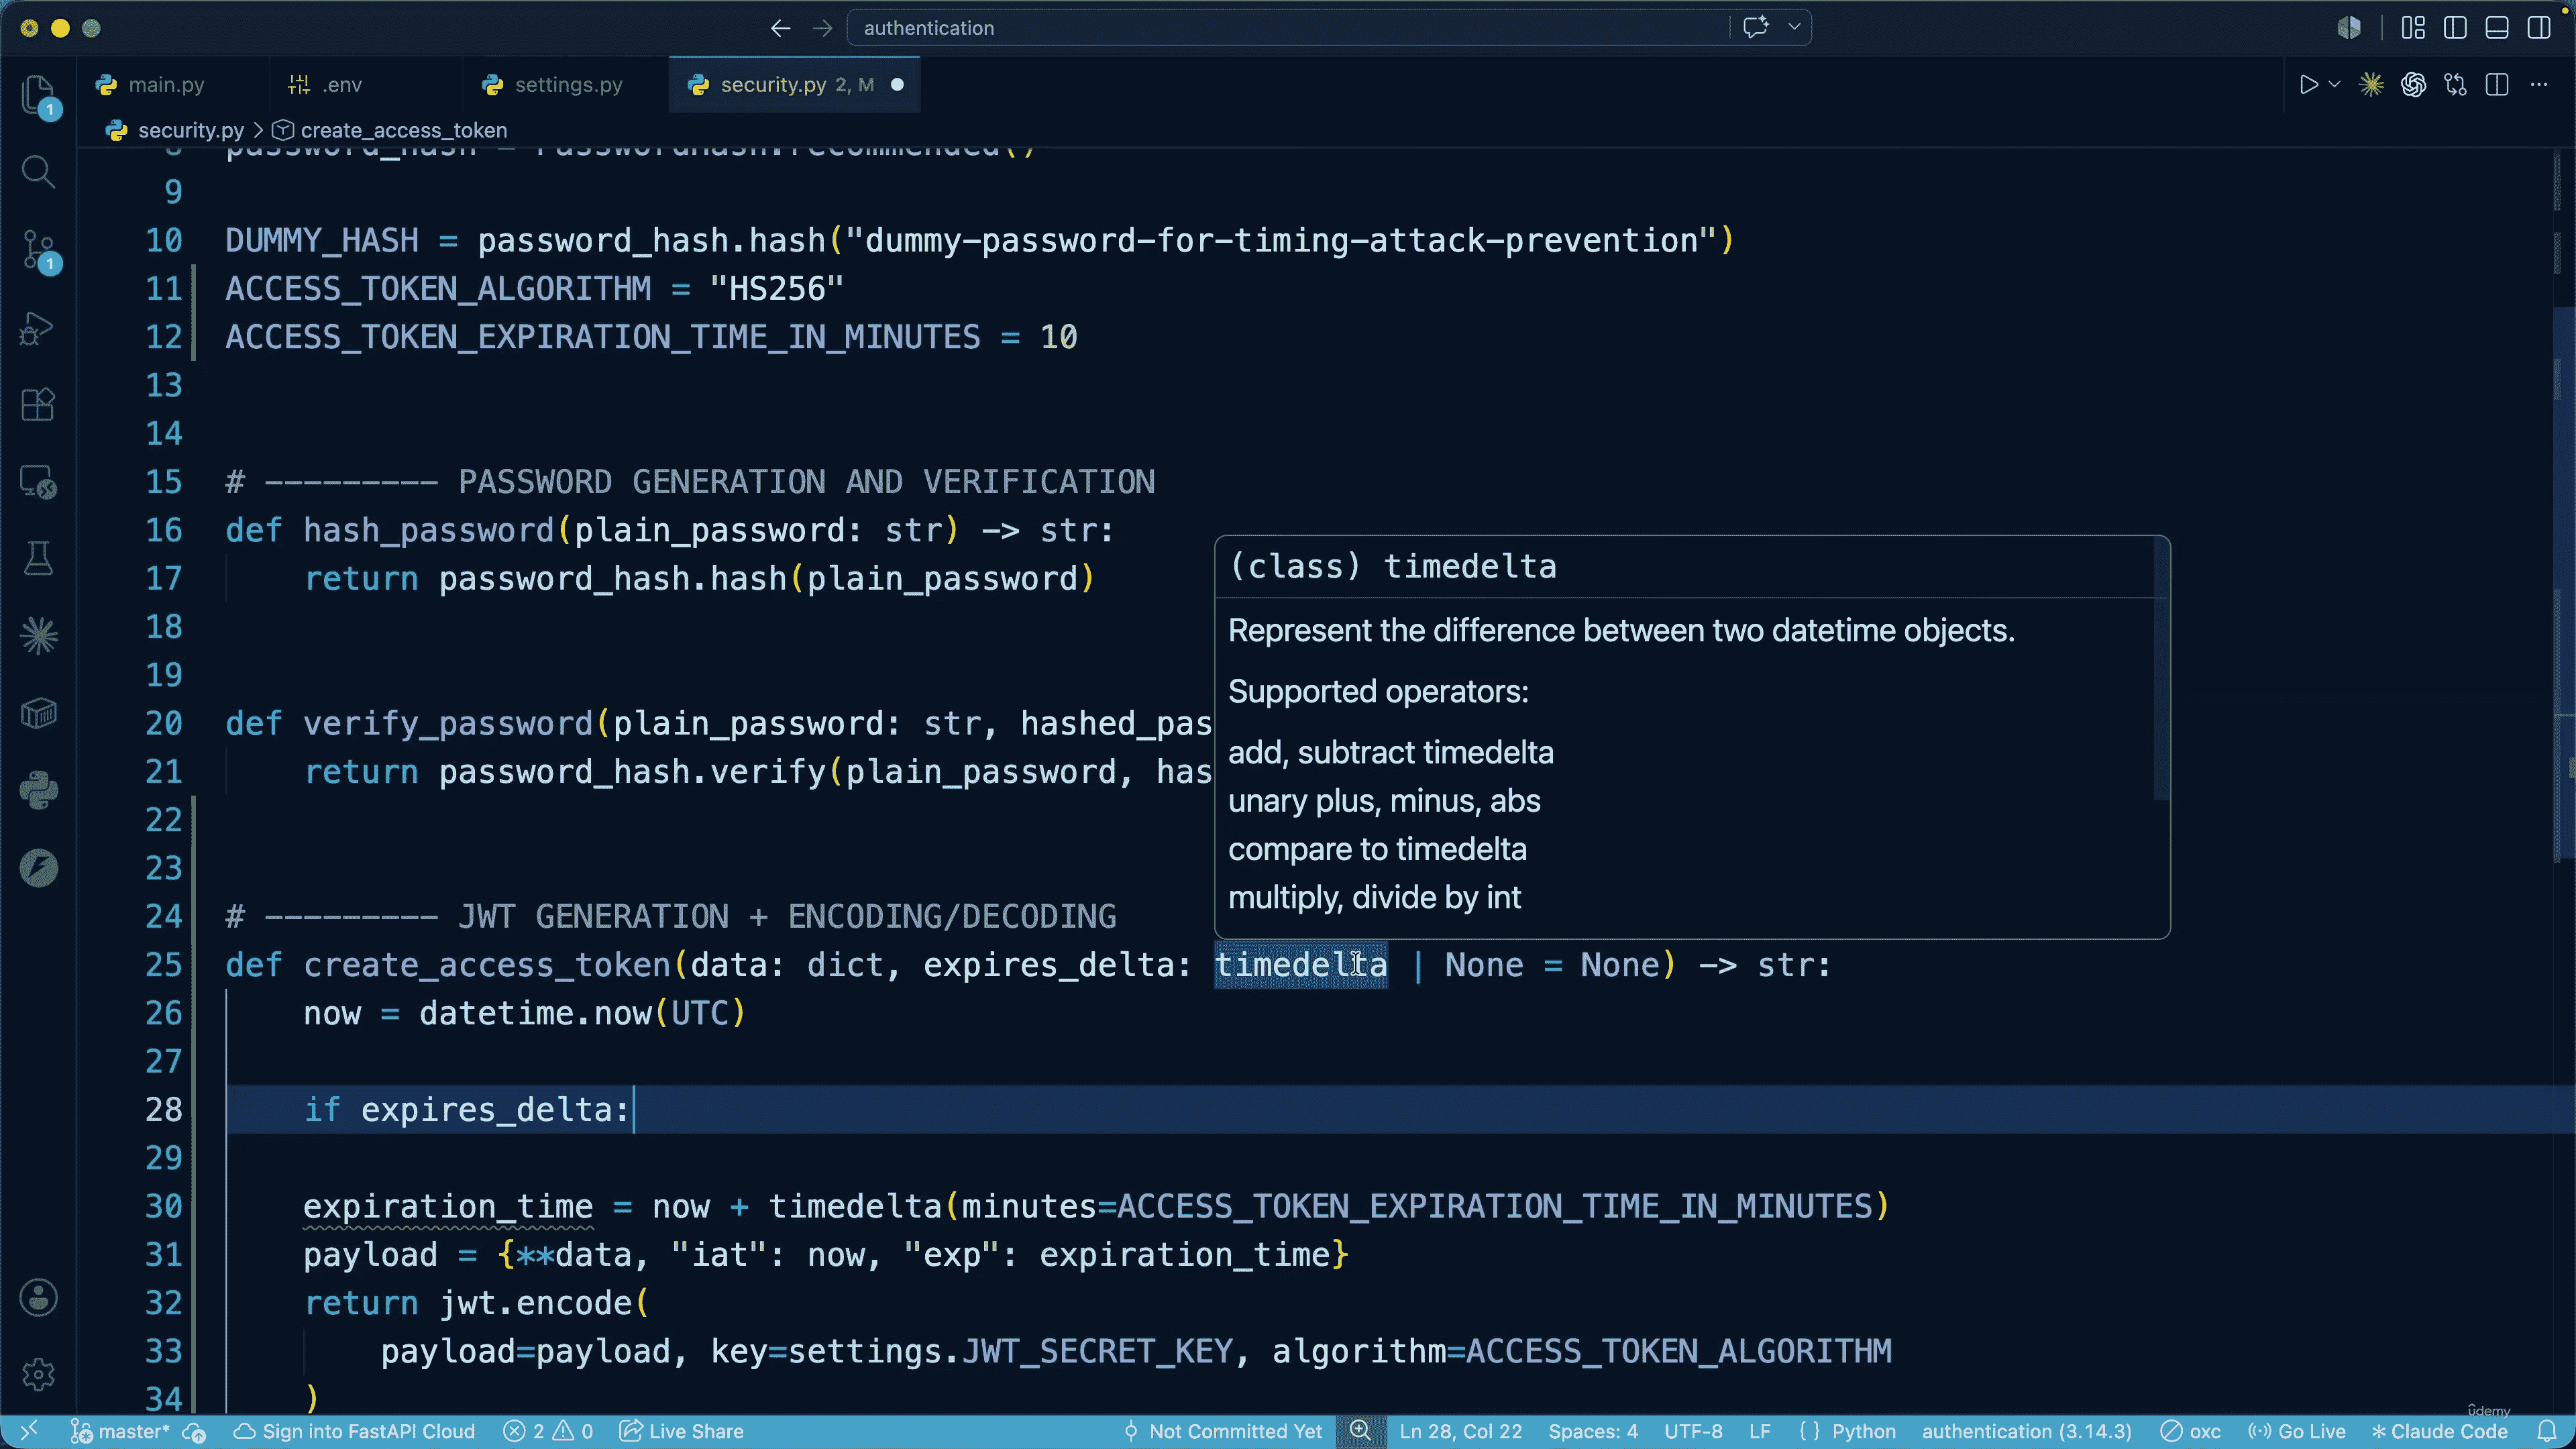 authentication
main.py
.env
settings.py
security.py 2, M
1
security.py > create_access_token
8 password_hash = PasswordHash.recommended()
9
10 DUMMY_HASH = password_hash.hash("dummy-password-for-timing-attack-prevention")
11 ACCESS_TOKEN_ALGORITHM = "HS256"
12 ACCESS_TOKEN_EXPIRATION_TIME_IN_MINUTES = 10
1
13
14
15 # --------- PASSWORD GENERATION AND VERIFICATION
16 def hash_password(plain_password: str) -> str:
17 return password_hash.hash(plain_password)
18
19
20 def verify_password(plain_password: str, hashed_pas
21 return password_hash.verify(plain_password, has
22
23
(class) timedelta
Represent the difference between two datetime objects.
Supported operators:
add, subtract timedelta
unary plus, minus, abs
compare to timedelta
multiply, divide by int
24 # --------- JWT GENERATION + ENCODING/DECODING
25 def create_access_token(data: dict, expires_delta: timedelta | None = None) -> str:
26 now = datetime.now(UTC)
27
28 if expires_delta:
29
30 expiration_time = now + timedelta(minutes=ACCESS_TOKEN_EXPIRATION_TIME_IN_MINUTES)
31 payload = {**data, "iat": now, "exp": expiration_time}
32 return jwt.encode(
33 payload=payload, key=settings.JWT_SECRET_KEY, algorithm=ACCESS_TOKEN_ALGORITHM
34 )
udemy
master* Sign into FastAPI Cloud 2 0 Live Share Not Committed Yet Ln 28, Col 22 Spaces: 4 UTF-8 LF {} Python authentication (3.14.3) oxc Go Live Claude Code